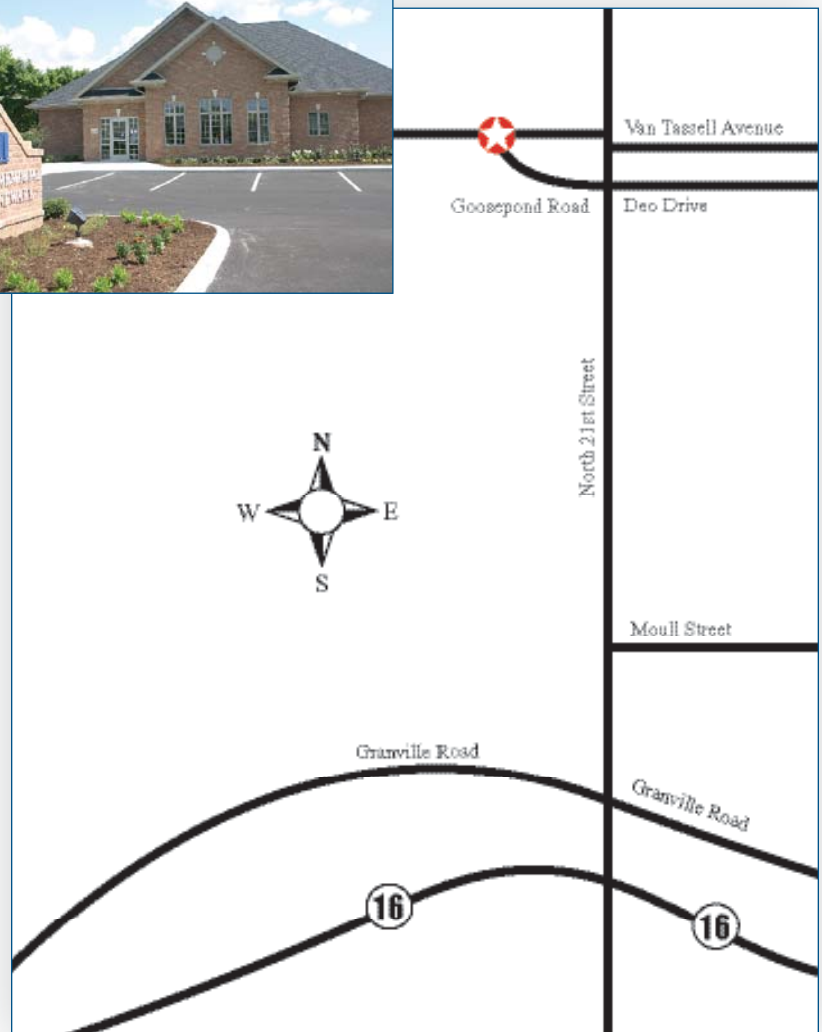 Van Tassell Avenue
Goosepond Road
Deo Drive
North 21st Street
N
W
E
S
Moull Street
Granville Road
Granville Road
16
16